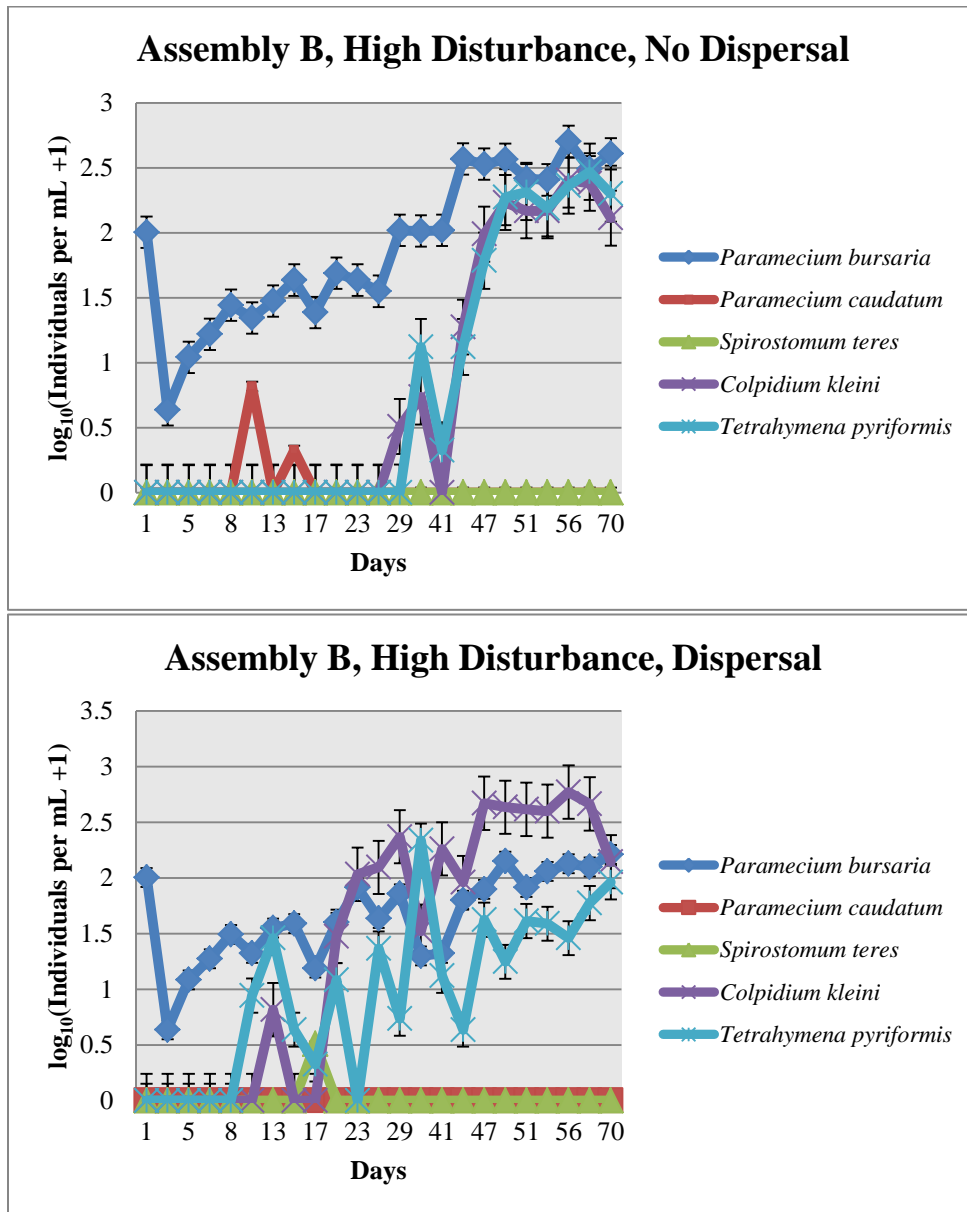 Assembly B, High Disturbance, No Dispersal
log10(Individuals per mL +1)
3
2.5
2
1.5
1
0.5
0
1 5 8 13 17 23 29 41 47 51 56 70
Days
Paramecium bursaria
Paramecium caudatum
Spirostomum teres
Colpidium kleini
Tetrahymena pyriformis
Assembly B, High Disturbance, Dispersal
log10(Individuals per mL +1)
3.5
3
2.5
2
1.5
1
0.5
0
1 5 8 13 17 23 29 41 47 51 56 70
Days
Paramecium bursaria
Paramecium caudatum
Spirostomum teres
Colpidium kleini
Tetrahymena pyriformis